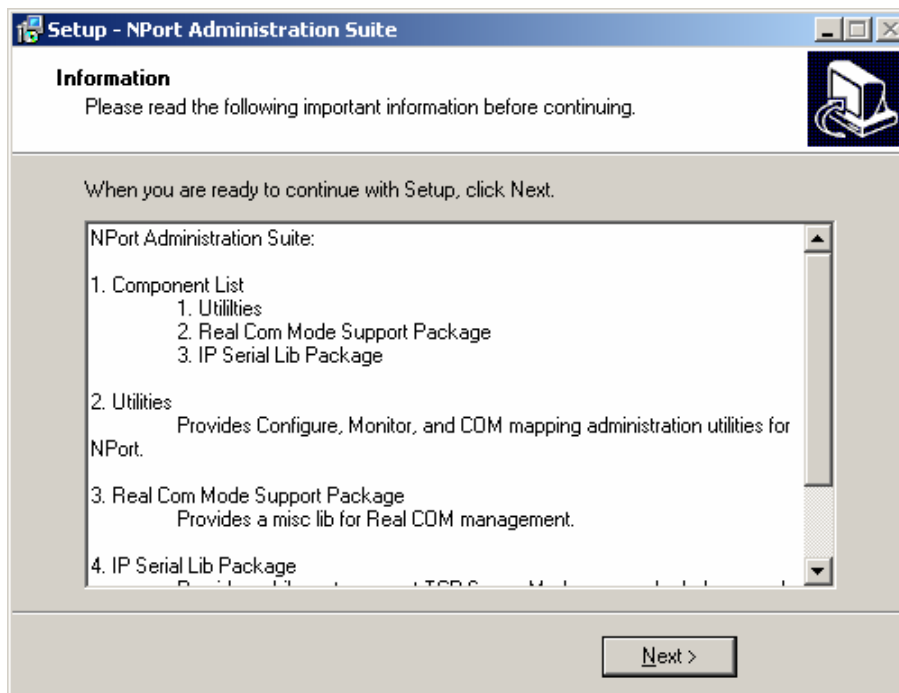 Setup - NPort Administration Suite
Information
Please read the following important information before continuing.
When you are ready to continue with Setup, click Next.
NPort Administration Suite:
1. Component List
1. Utililties
2. Real Com Mode Support Package
3. IP Serial Lib Package
2. Utilities
Provides Configure, Monitor, and COM mapping administration utilities for
NPort.
3. Real Com Mode Support Package
Provides a misc lib for Real COM management.
4. IP Serial Lib Package
Next >